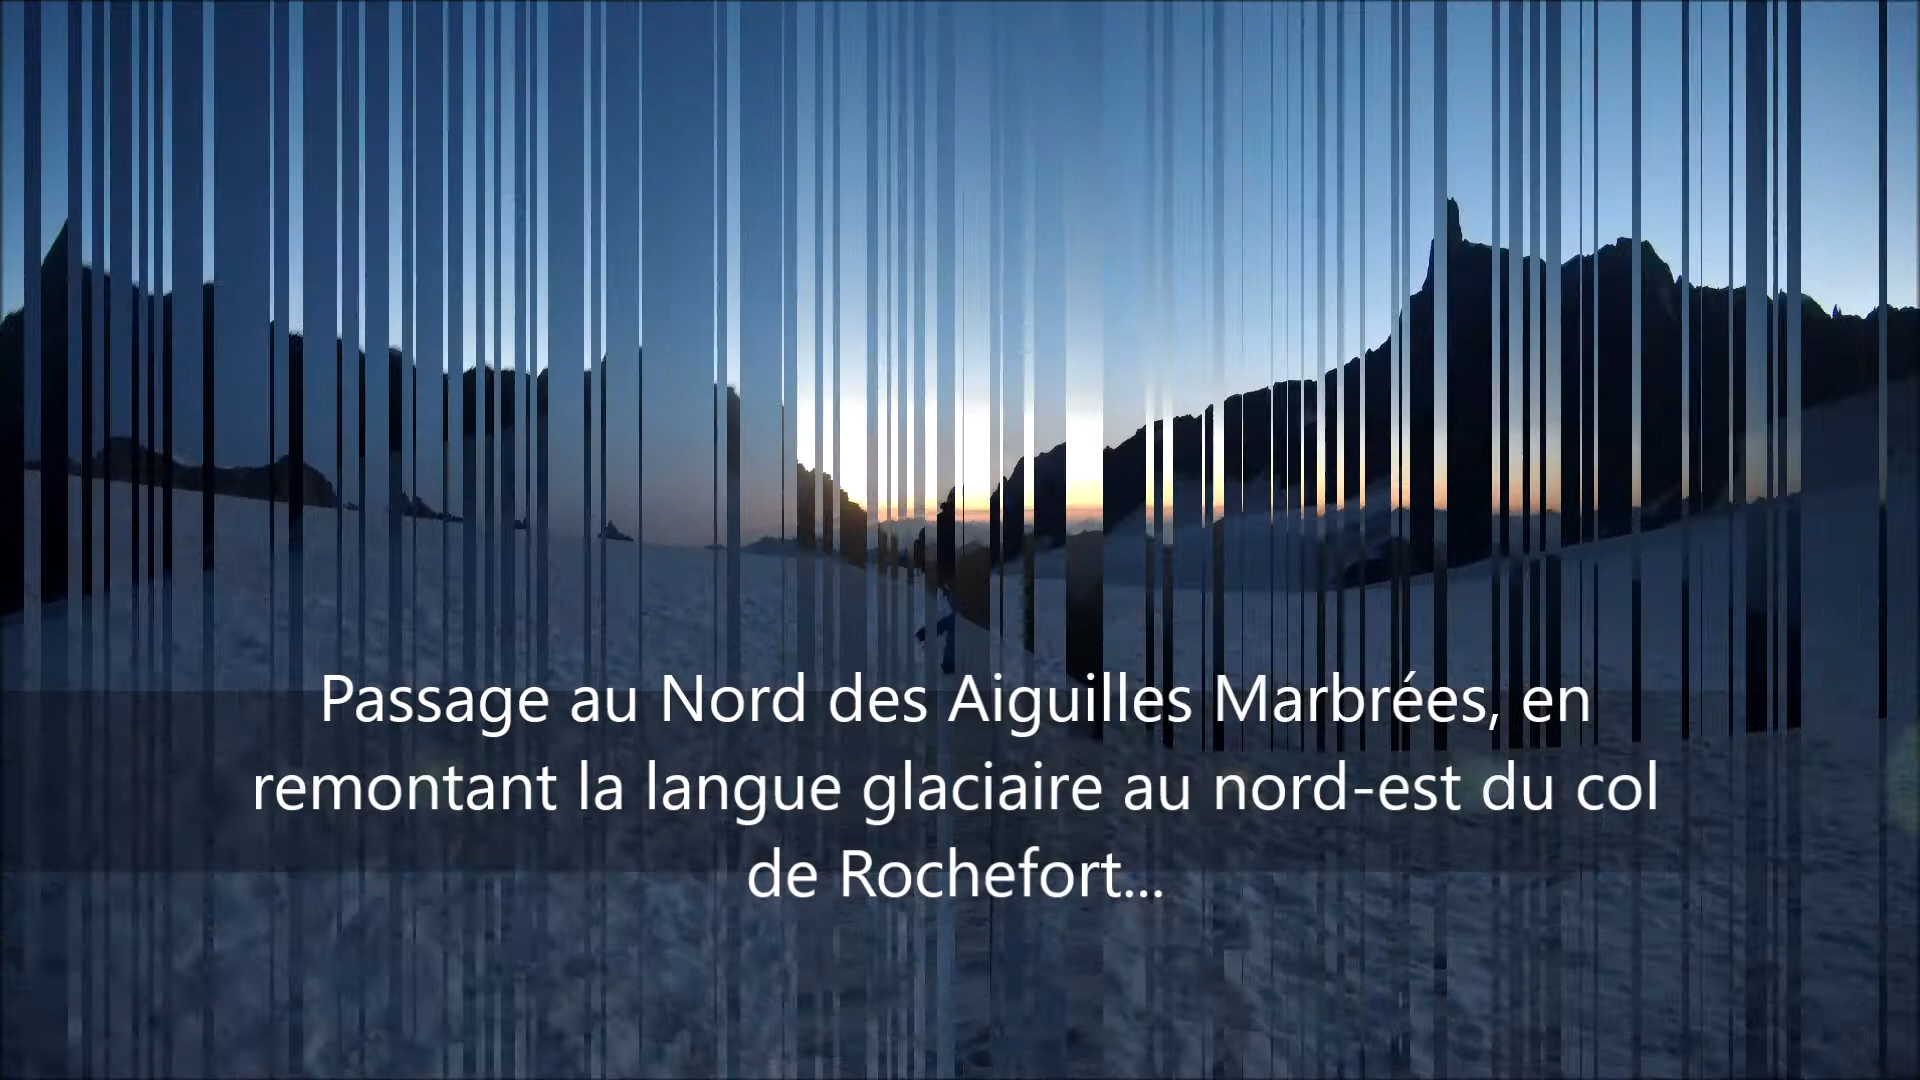 Passage au Nord des Aiguilles Marbrées, en
remontant la langue glaciaire au nord-est du col
de Rochefort...